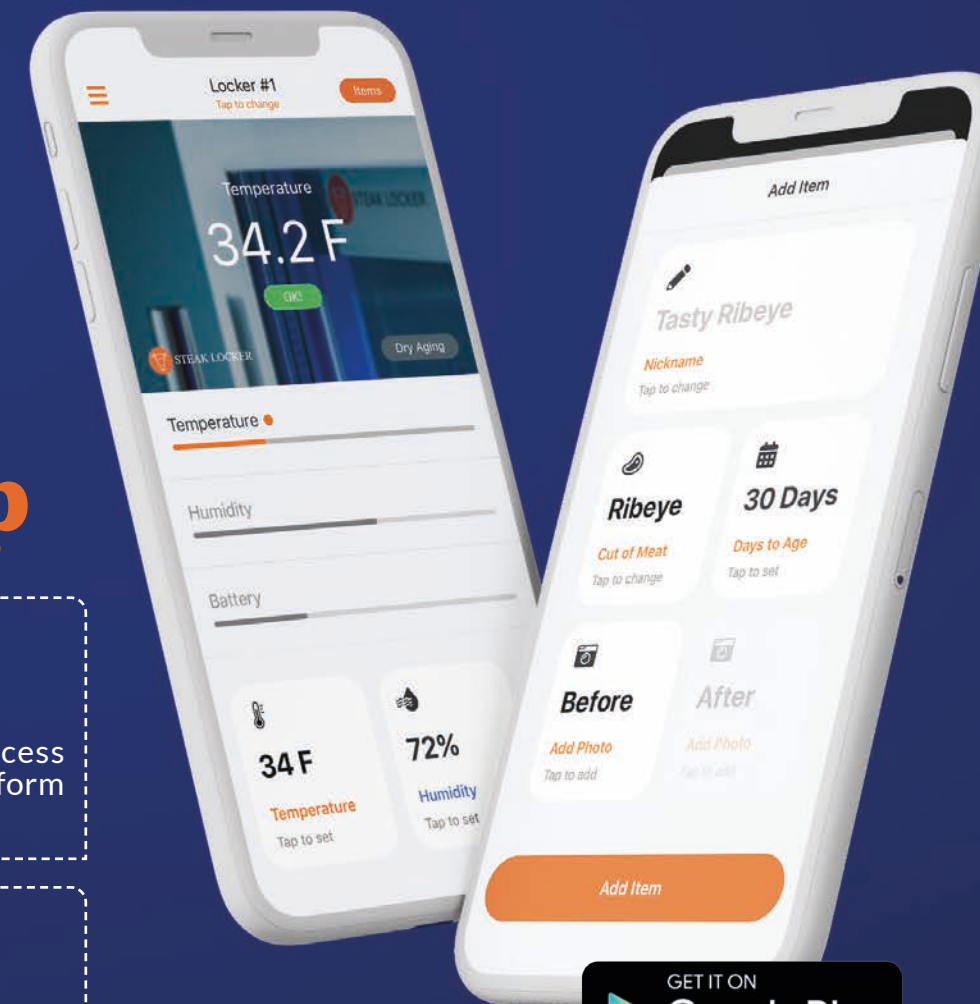 Locker #1
Tap to change
Items
Temperature
34.2 F
OK!
STEAK LOCKER
STEAK LOCKER
Dry Aging
Temperature
Humidity
Battery
34 F
Temperature
Tap to set
72%
Humidity
Tap to set
Add Item
Tasty Ribeye
Nickname
Tap to change
Ribeye
Cut of Meat
Tap to change
30 Days
Days to Age
Tap to set
Before
Add Photo
Tap to add
After
Add Photo
Tap to add
Add Item
p
cess
form
GET IT ON